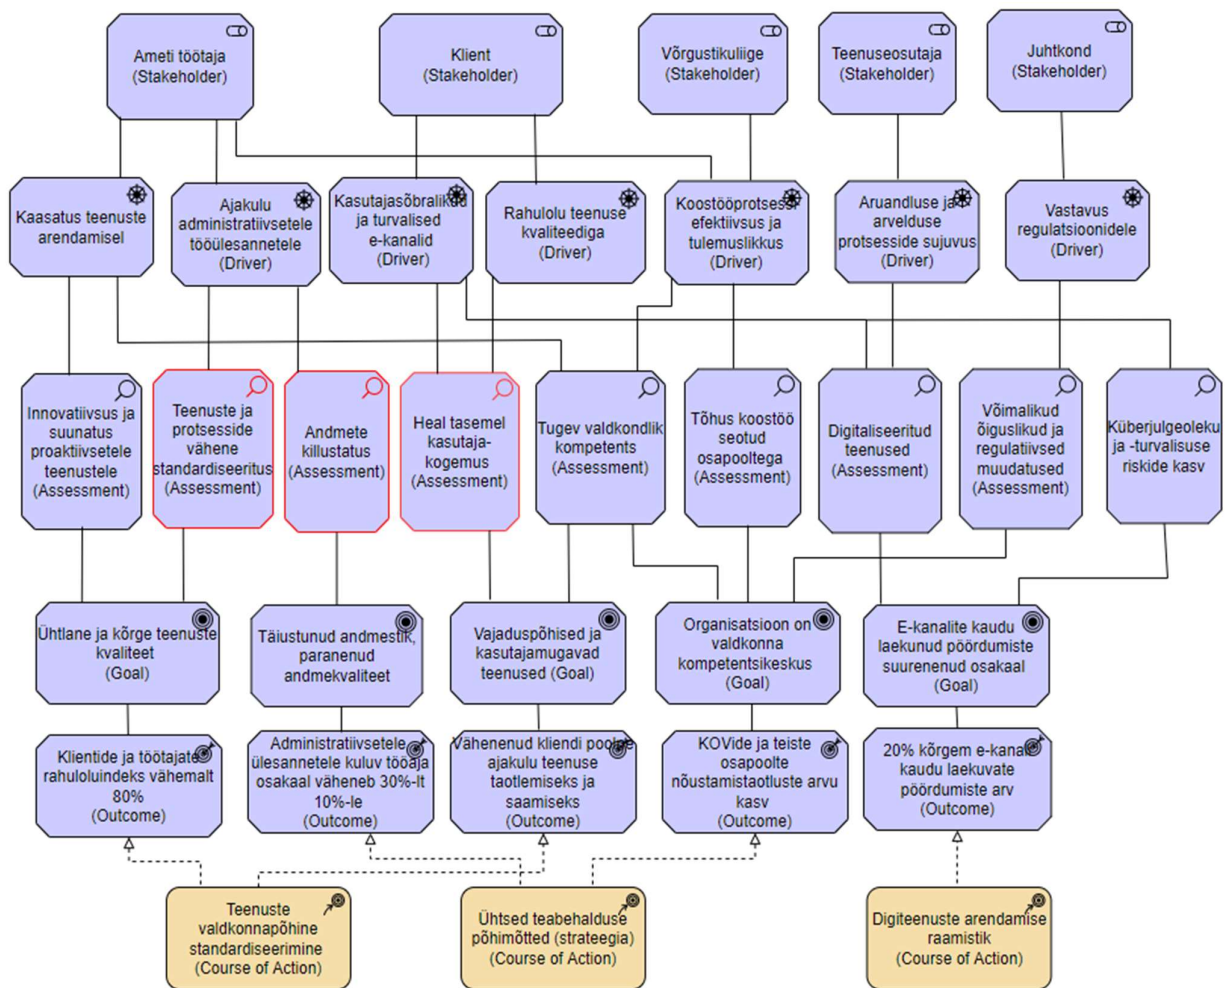 Ameti töötaja
(Stakeholder)
Klient
(Stakeholder)
Võrgustikuliige
(Stakeholder)
Teenuseosutaja
(Stakeholder)
Juhtkond
(Stakeholder)
Kaasatus teenuste
arendamisel
Ajakulu
administratiivsetele
tööülesannetele
(Driver)
Kasutajasõbralikud
ja turvalised
e-kanalid
(Driver)
Rahulolu teenuse
kvaliteediga
(Driver)
Koostööprotsessi
efektiivsus ja
tulemuslikkus
(Driver)
Aruandluse ja
arvelduse
protsesside sujuvus
(Driver)
Vastavus
regulatsioonidele
(Driver)
Innovatiivsus ja
suunatus
proaktiivsetele
teenustele
(Assessment)
Teenuste ja
protsesside
vähene
standardiseeritus
(Assessment)
Andmete
killustatus
(Assessment)
Heal tasemel
kasutaja-
kogemus
(Assessment)
Tugev valdkondlik
kompetents
(Assessment)
Tõhus koostöö
seotud
osapooltega
(Assessment)
Digitaliseeritud
teenused
(Assessment)
Võimalikud
õiguslikud ja
regulatiivsed
muudatused
(Assessment)
Küberjulgeoleku
ja -turvalisuse
riskide kasv
Ühtlane ja kõrge teenuste
kvaliteet
(Goal)
Täiustunud andmestik,
paranenud
andmekvaliteet
Vajaduspõhised ja
kasutajamugavad
teenused (Goal)
Organisatsioon on
valdkonna
kompetentsikeskus
(Goal)
E-kanalite kaudu
laekunud pöördumiste
suurenenud osakaal
(Goal)
Klientide ja töötajate
rahuloluindeks vähemalt
80%
(Outcome)
Administratiivsetele
ülesannetele kuluv tööaja
osakaal väheneb 30%-lt
10%-le
(Outcome)
Vähenenud kliendi poolne
ajakulu teenuse
taotlemiseks ja
saamiseks
(Outcome)
KOVide ja teiste
osapoolte
nõustamistaotluste arvu
kasv
(Outcome)
20% kõrgem e-kanali
kaudu laekuvate
pöördumiste arv
(Outcome)
Teenuste
valdkonnapõhine
standardiseerimine
(Course of Action)
Ühtsed teabehalduse
põhimõtted (strateegia)
(Course of Action)
Digiteenuste arendamise
raamistik
(Course of Action)